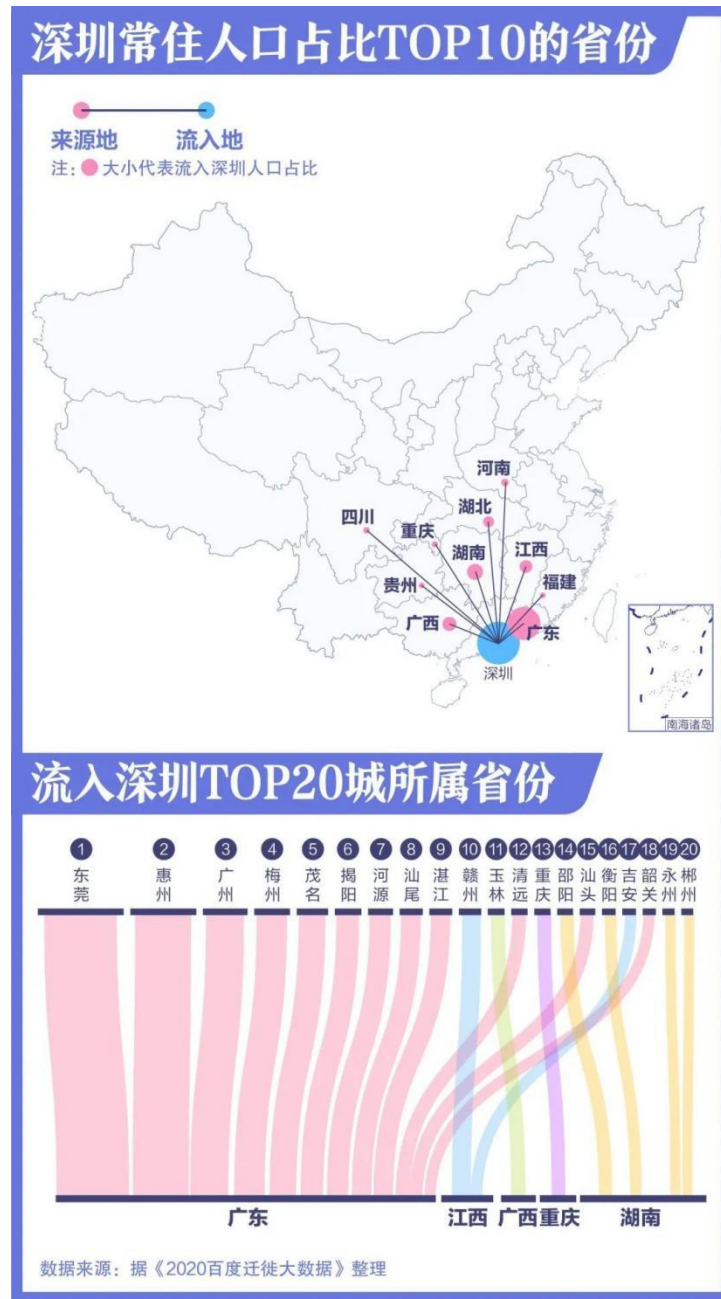 深圳常住人口占比TOP10的省份
来源地 流入地
注: 大小代表流入深圳人口占比
河南
湖北
四川
重庆
湖南
江西
贵州
福建
广西
广东
深圳
南海诸岛
流入深圳TOP20城所属省份
1 2 3 4 5 6 7 8 9 10 11 12 13 14 15 16 17 18 19 20
东莞 惠州 广州 梅州 茂名 揭阳 河源 汕尾 湛江 赣州 玉林 清远 重庆 邵阳 汕头 衡阳 吉安 韶关 永州 郴州
广东 江西 广西 重庆 湖南
数据来源：据《2020百度迁徙大数据》整理